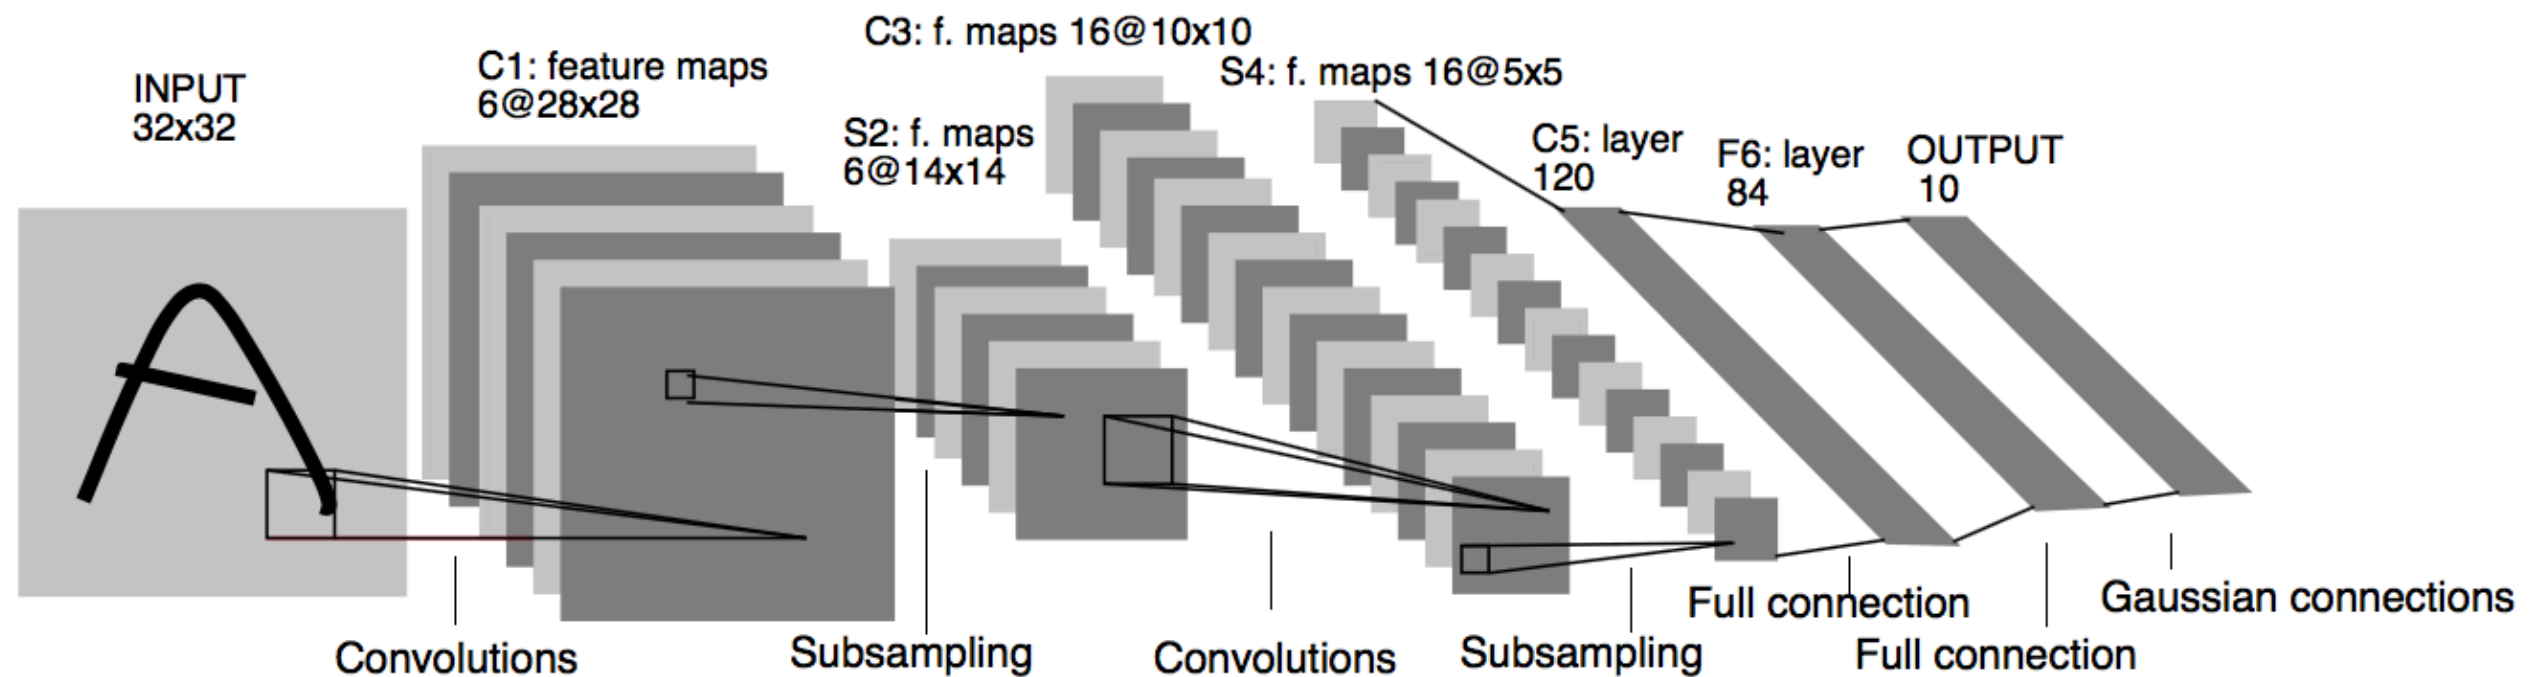 INPUT
32x32
C1: feature maps
6@28x28
S2: f. maps
6@14x14
C3: f. maps 16@10x10
S4: f. maps 16@5x5
C5: layer
120
F6: layer
84
OUTPUT
10
Convolutions
Subsampling
Convolutions
Subsampling
Full connection
Full connection
Gaussian connections